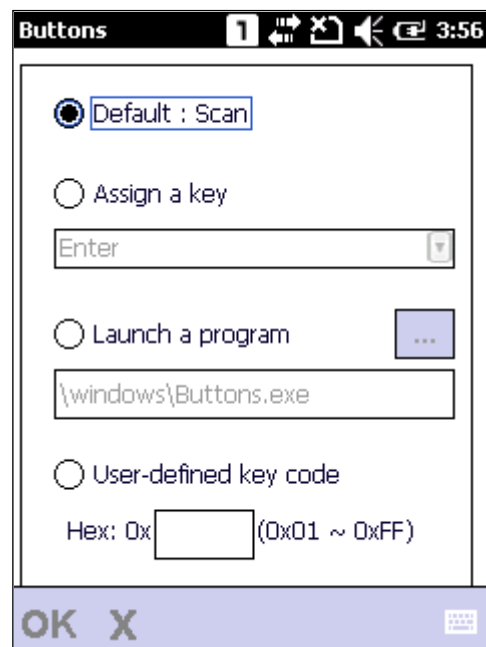 Buttons 1 3:56
Default : Scan
Assign a key
Enter
Launch a program ...
\windows\Buttons.exe
User-defined key code
Hex: 0x (0x01 ~ 0xFF)
OK X